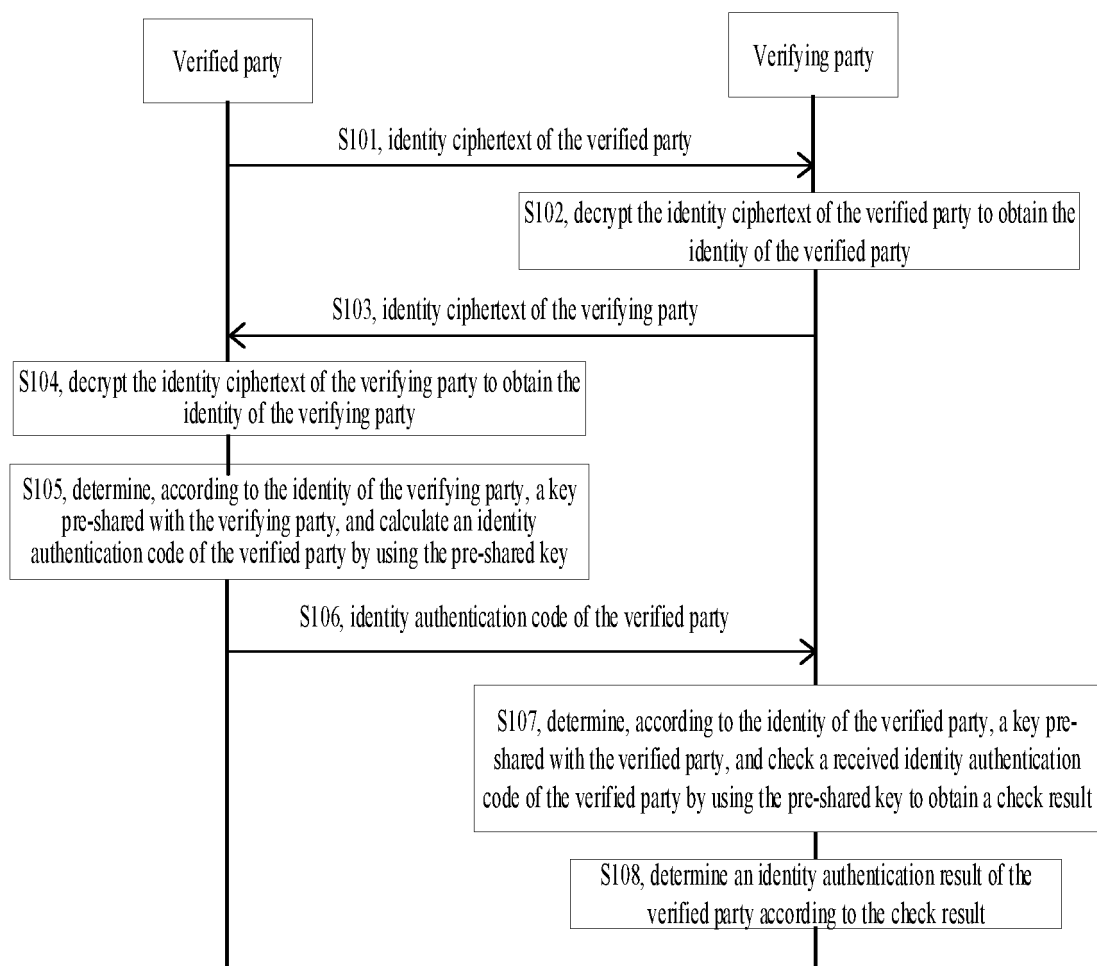 Verified party
Verifying party
S101, identity ciphertext of the verified party
S102, decrypt the identity ciphertext of the verified party to obtain the
identity of the verified party
S103, identity ciphertext of the verifying party
S104, decrypt the identity ciphertext of the verifying party to obtain the
identity of the verifying party
S105, determine, according to the identity of the verifying party, a key
pre-shared with the verifying party, and calculate an identity
authentication code of the verified party by using the pre-shared key
S106, identity authentication code of the verified party
S107, determine, according to the identity of the verified party, a key pre-
shared with the verified party, and check a received identity authentication
code of the verified party by using the pre-shared key to obtain a check result
S108, determine an identity authentication result of the
verified party according to the check result